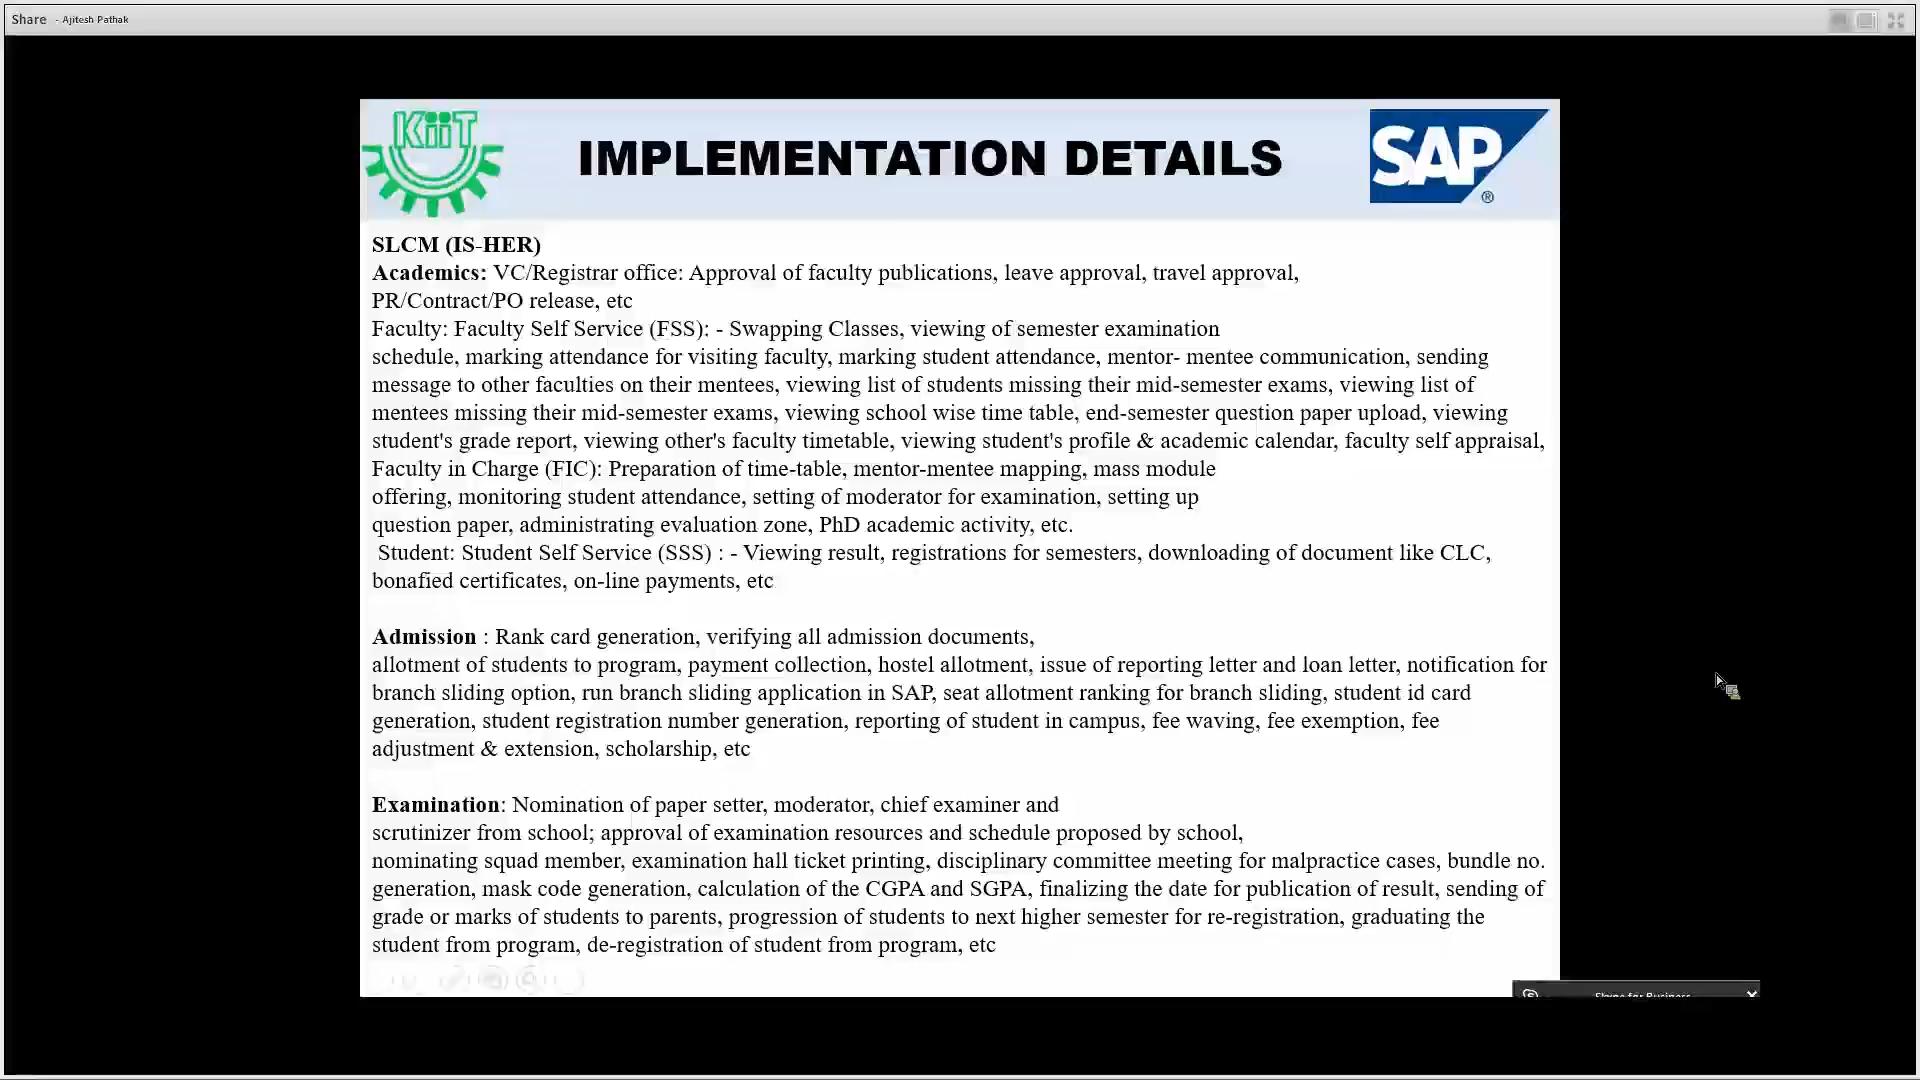 Share - Ajitesh Pathak
KiiT
IMPLEMENTATION DETAILS
SAP
®
SLCM (IS-HER)
Academics: VC/Registrar office: Approval of faculty publications, leave approval, travel approval,
PR/Contract/PO release, etc
Faculty: Faculty Self Service (FSS): - Swapping Classes, viewing of semester examination
schedule, marking attendance for visiting faculty, marking student attendance, mentor- mentee communication, sending
message to other faculties on their mentees, viewing list of students missing their mid-semester exams, viewing list of
mentees missing their mid-semester exams, viewing school wise time table, end-semester question paper upload, viewing
student's grade report, viewing other's faculty timetable, viewing student's profile & academic calendar, faculty self appraisal,
Faculty in Charge (FIC): Preparation of time-table, mentor-mentee mapping, mass module
offering, monitoring student attendance, setting of moderator for examination, setting up
question paper, administrating evaluation zone, PhD academic activity, etc.
Student: Student Self Service (SSS) : - Viewing result, registrations for semesters, downloading of document like CLC,
bonafied certificates, on-line payments, etc
Admission : Rank card generation, verifying all admission documents,
allotment of students to program, payment collection, hostel allotment, issue of reporting letter and loan letter, notification for
branch sliding option, run branch sliding application in SAP, seat allotment ranking for branch sliding, student id card
generation, student registration number generation, reporting of student in campus, fee waving, fee exemption, fee
adjustment & extension, scholarship, etc
Examination: Nomination of paper setter, moderator, chief examiner and
scrutinizer from school; approval of examination resources and schedule proposed by school,
nominating squad member, examination hall ticket printing, disciplinary committee meeting for malpractice cases, bundle no.
generation, mask code generation, calculation of the CGPA and SGPA, finalizing the date for publication of result, sending of
grade or marks of students to parents, progression of students to next higher semester for re-registration, graduating the
student from program, de-registration of student from program, etc
Skype for Business